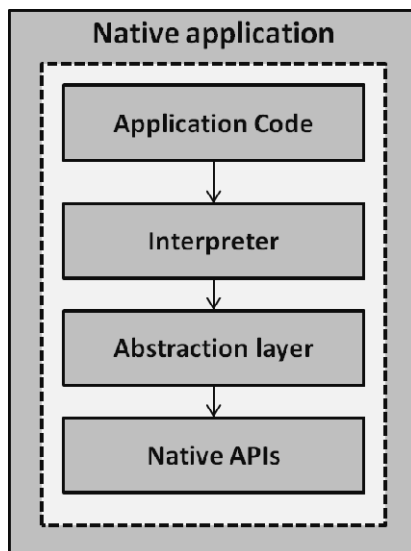 Native application
Application Code
Interpreter
Abstraction layer
Native APIs